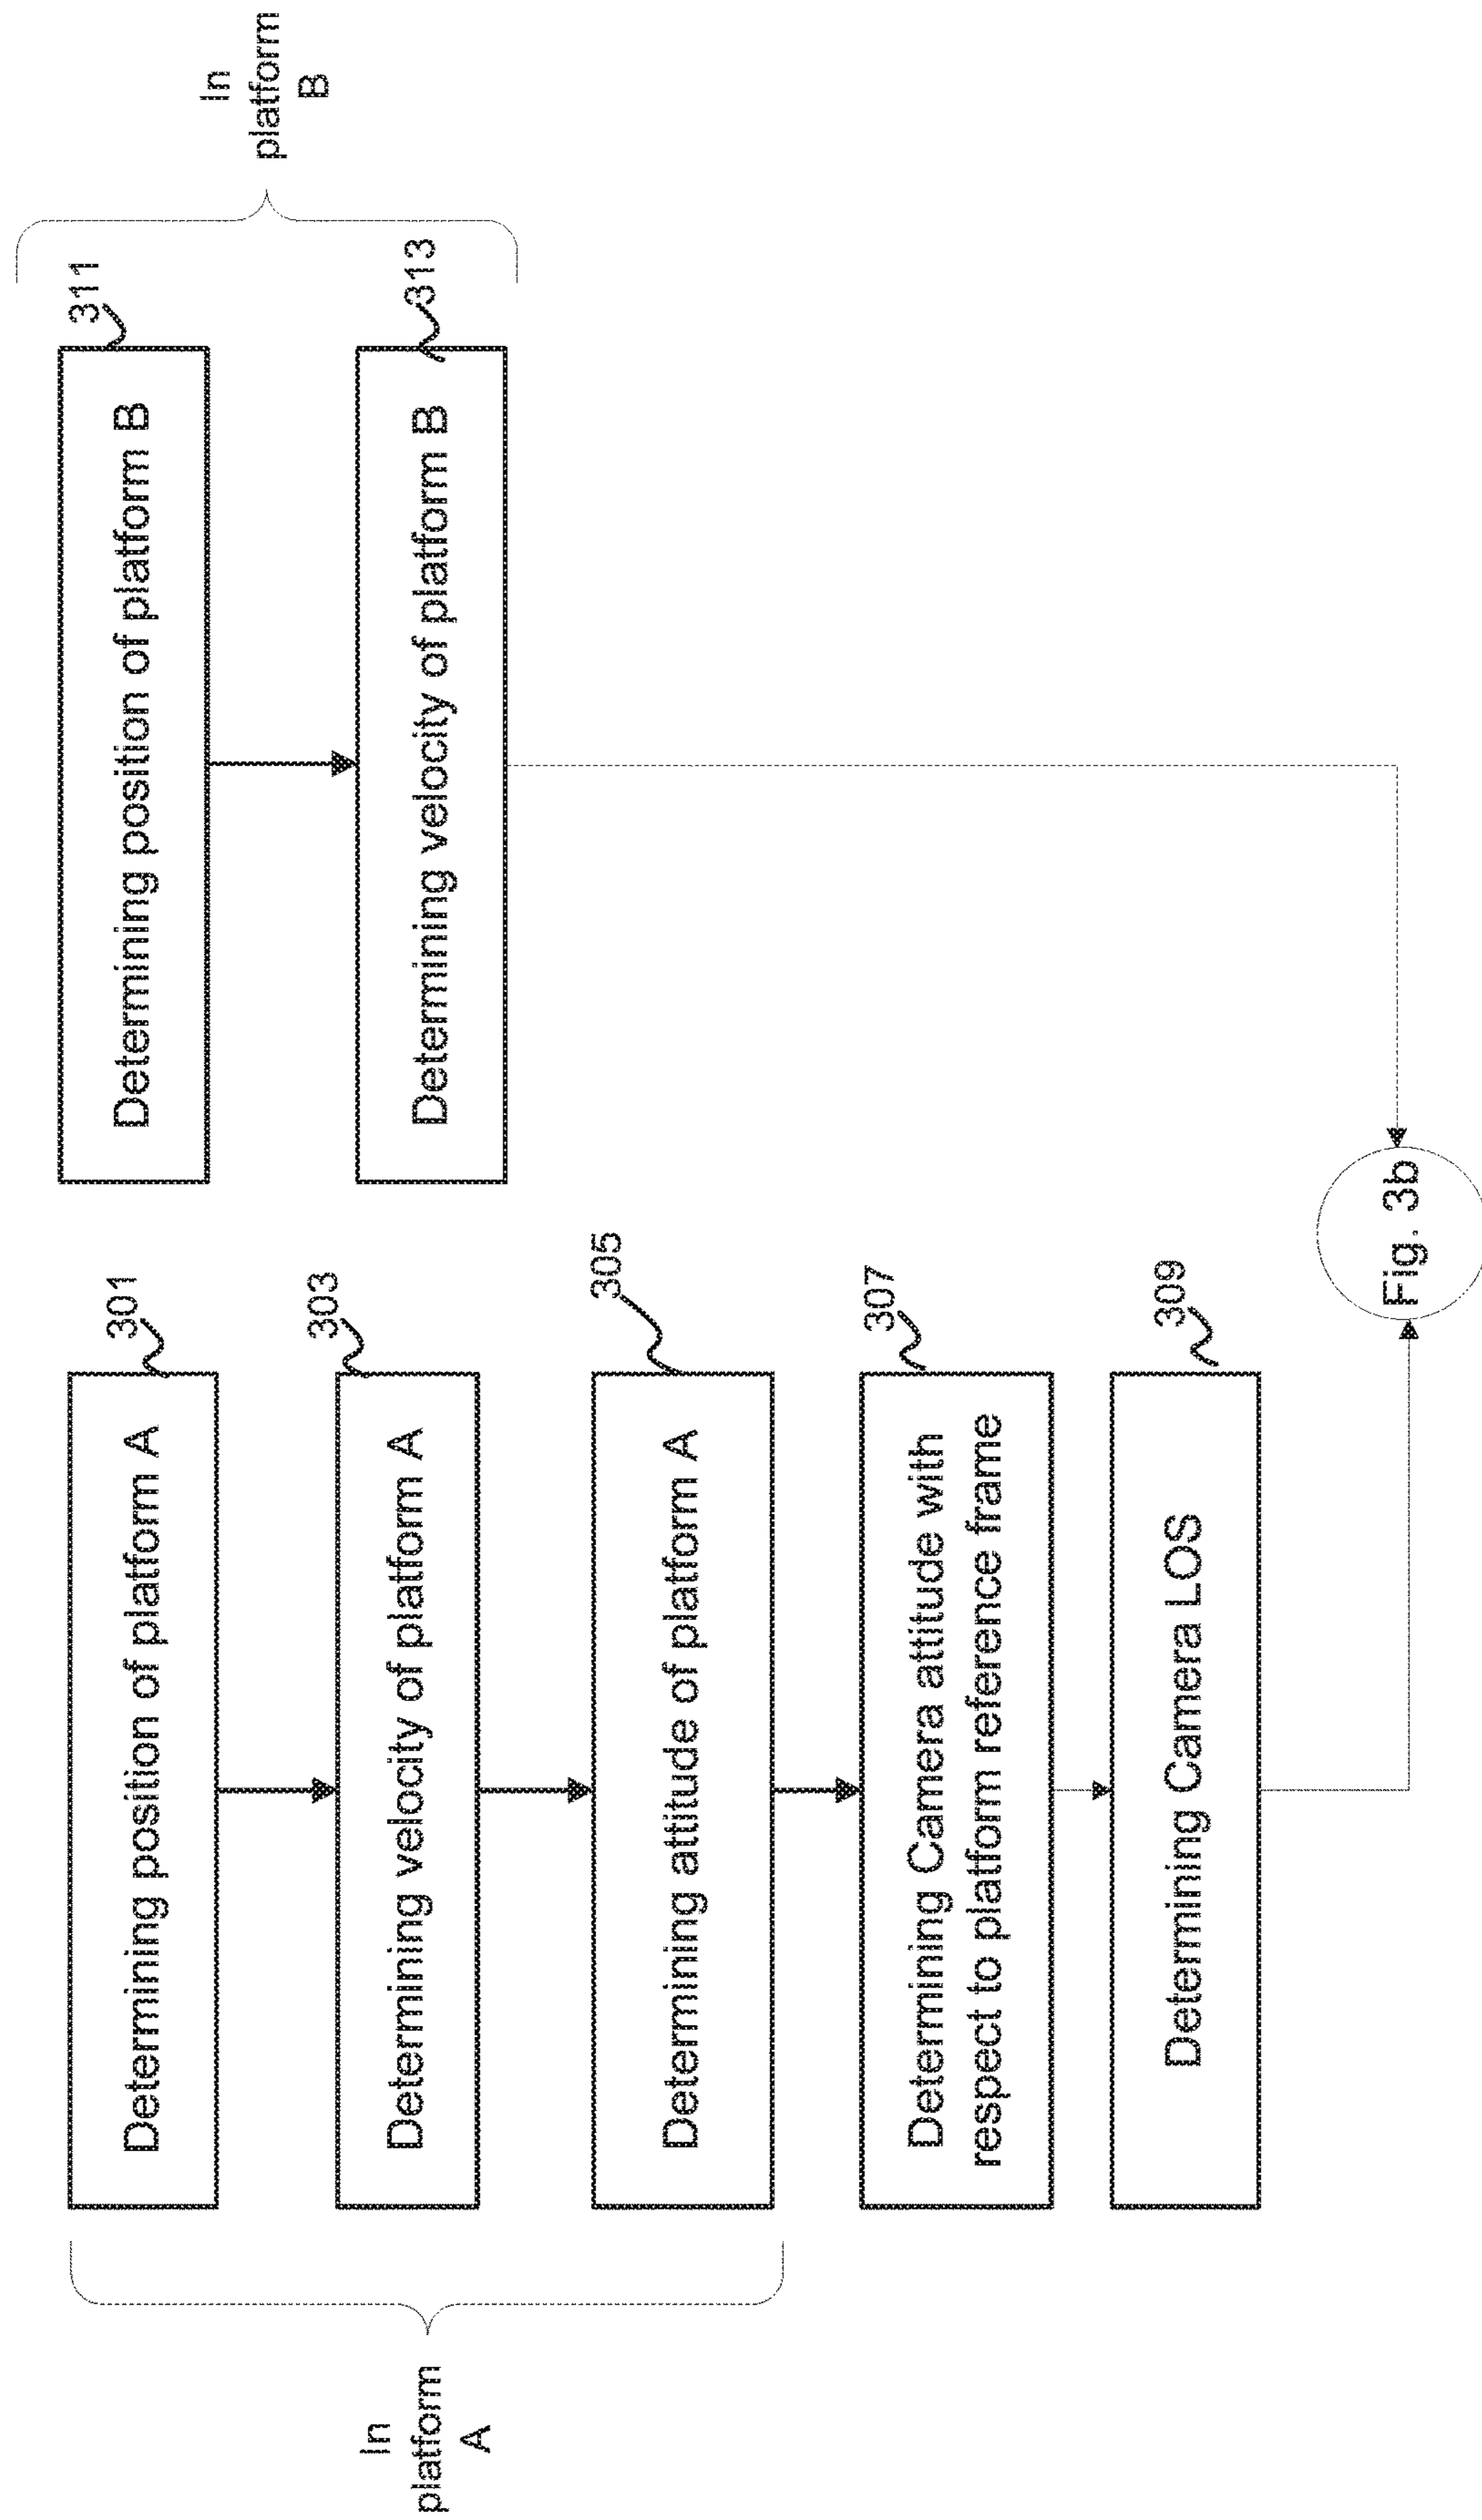 In
platform
A
Determining position of platform A
301
Determining velocity of platform A
303
Determining attitude of platform A
305
Determining Camera attitude with
respect to platform reference frame
307
Determining Camera LOS
309
Determining position of platform B
311
Determining velocity of platform B
313
In
platform
B
Fig. 3b